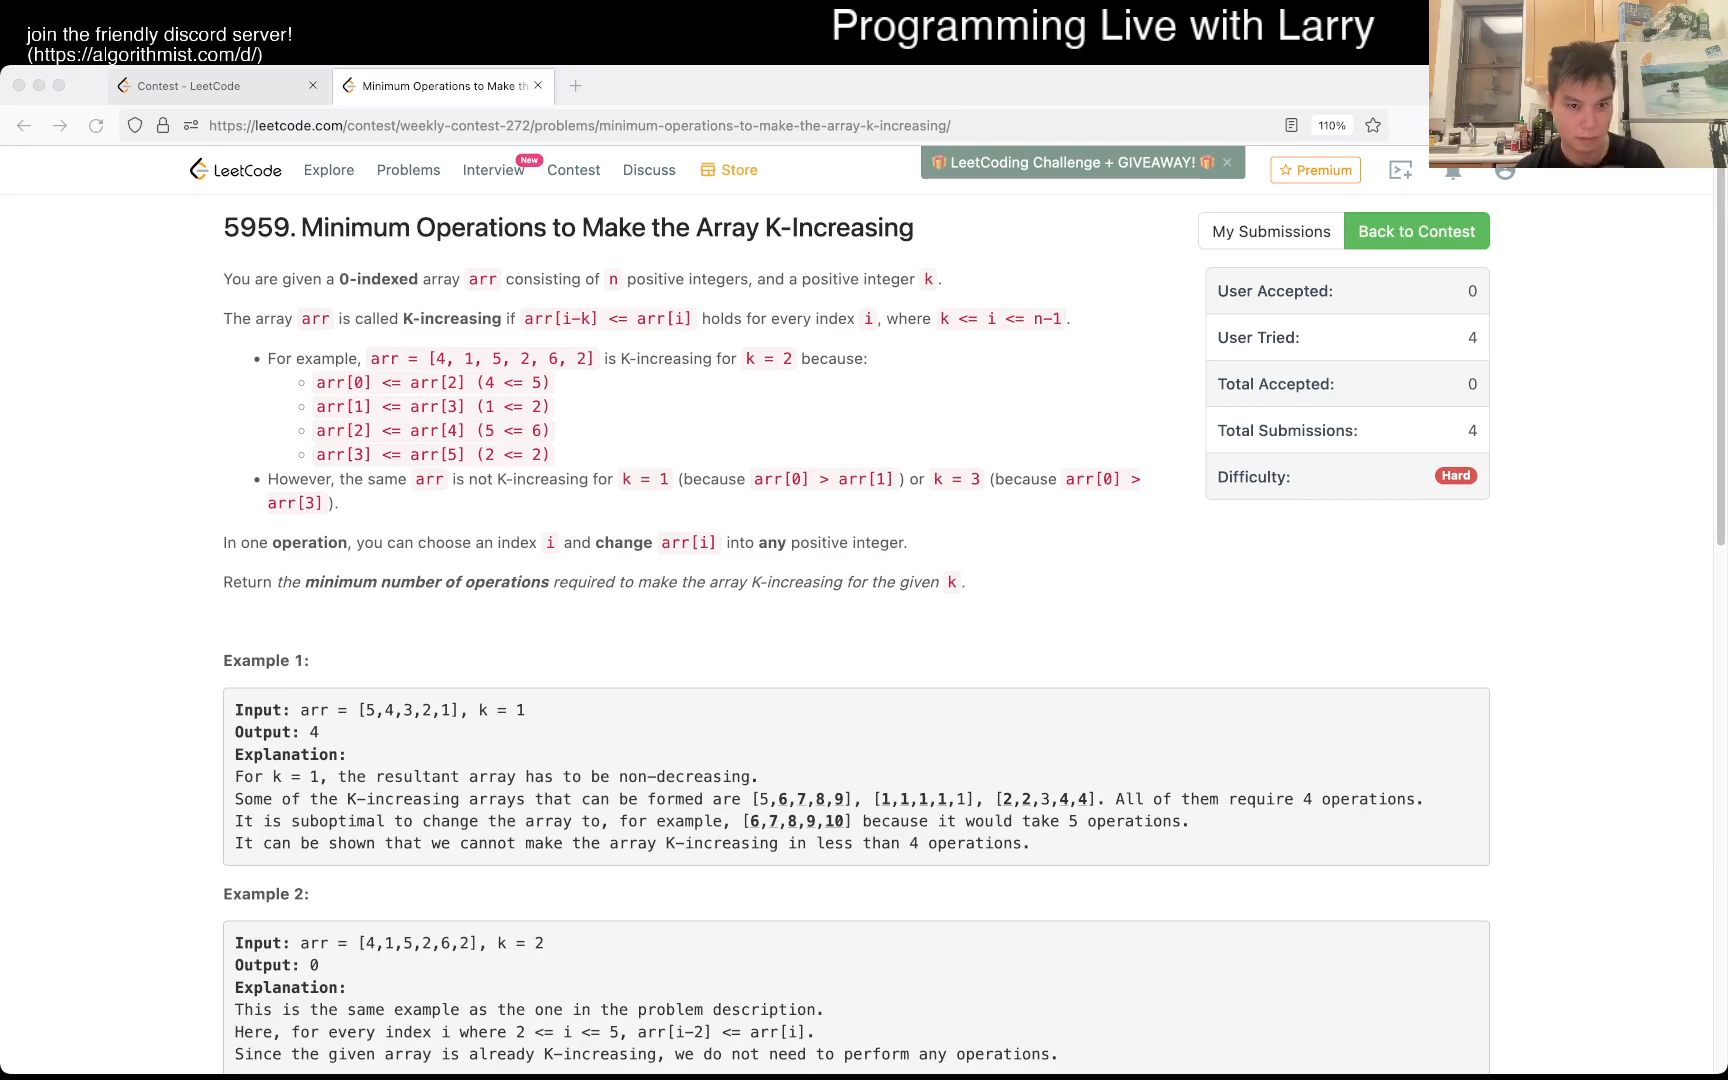 Programming Live with Larry
join the friendly discord server!
(https://algorithmist.com/d/)
Contest - LeetCode
Minimum Operations to Make th
https://leetcode.com/contest/weekly-contest-272/problems/minimum-operations-to-make-the-array-k-increasing/
110%
LeetCode Explore Problems Interview New Contest Discuss Store
LeetCoding Challenge + GIVEAWAY!
Premium
5959. Minimum Operations to Make the Array K-Increasing
My Submissions Back to Contest
You are given a 0-indexed array arr consisting of n positive integers, and a positive integer k.
The array arr is called K-increasing if arr[i-k] <= arr[i] holds for every index i, where k <= i <= n-1.
• For example, arr = [4, 1, 5, 2, 6, 2] is K-increasing for k = 2 because:
◦ arr[0] <= arr[2] (4 <= 5)
◦ arr[1] <= arr[3] (1 <= 2)
◦ arr[2] <= arr[4] (5 <= 6)
◦ arr[3] <= arr[5] (2 <= 2)
• However, the same arr is not K-increasing for k = 1 (because arr[0] > arr[1]) or k = 3 (because arr[0] >
arr[3]).
In one operation, you can choose an index i and change arr[i] into any positive integer.
Return the minimum number of operations required to make the array K-increasing for the given k.
User Accepted: 0
User Tried: 4
Total Accepted: 0
Total Submissions: 4
Difficulty: Hard
Example 1:
Input: arr = [5,4,3,2,1], k = 1
Output: 4
Explanation:
For k = 1, the resultant array has to be non-decreasing.
Some of the K-increasing arrays that can be formed are [5,6,7,8,9], [1,1,1,1,1], [2,2,3,4,4]. All of them require 4 operations.
It is suboptimal to change the array to, for example, [6,7,8,9,10] because it would take 5 operations.
It can be shown that we cannot make the array K-increasing in less than 4 operations.
Example 2:
Input: arr = [4,1,5,2,6,2], k = 2
Output: 0
Explanation:
This is the same example as the one in the problem description.
Here, for every index i where 2 <= i <= 5, arr[i-2] <= arr[i].
Since the given array is already K-increasing, we do not need to perform any operations.